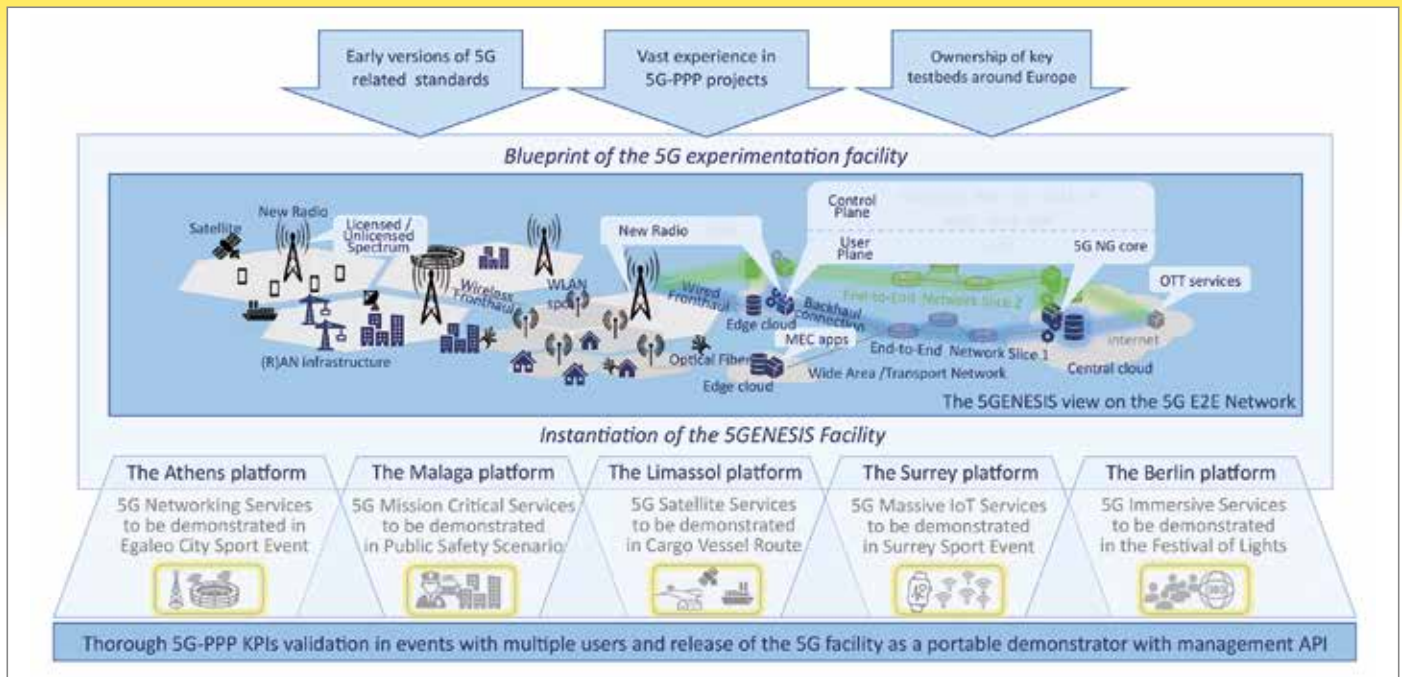 Early versions of 5G
related standards
Vast experience in
5G-PPP projects
Ownership of key
testbeds around Europe
Blueprint of the 5G experimentation facility
Satellite
New Radio
Licensed /
Unlicensed
Spectrum
(R)AN infrastructure
Wireless
Fronthaul
WLAN
New Radio
Wired
Fronthaul
Optical Fiber
Edge cloud
MEC apps
Edge cloud
Control
Plane
User
Plane
5G NG core
End-to-End Network Slice 2
Backhaul
connection
End-to-End Network Slice 1
Wide Area /Transport Network
OTT services
internet
Central cloud
The 5GENESIS view on the 5G E2E Network
Instantiation of the 5GENESIS Facility
The Athens platform
5G Networking Services
to be demonstrated in
Egaleo City Sport Event
The Malaga platform
5G Mission Critical Services
to be demonstrated
in Public Safety Scenario
The Limassol platform
5G Satellite Services
to be demonstrated
in Cargo Vessel Route
The Surrey platform
5G Massive IoT Services
to be demonstrated
in Surrey Sport Event
The Berlin platform
5G Immersive Services
to be demonstrated
in the Festival of Lights
Thorough 5G-PPP KPIs validation in events with multiple users and release of the 5G facility as a portable demonstrator with management API